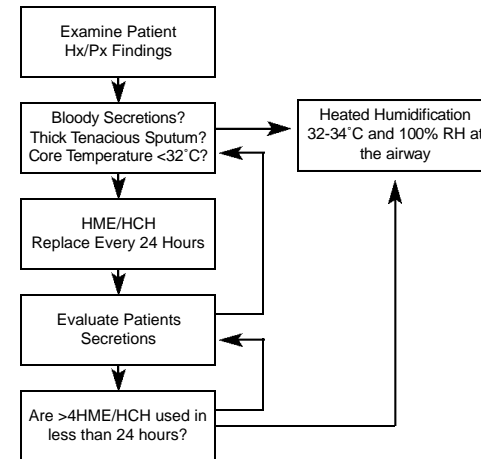 Examine Patient
Hx/Px Findings
Bloody Secretions?
Thick Tenacious Sputum?
Core Temperature <32˚C?
Heated Humidification
32-34˚C and 100% RH at
the airway
HME/HCH
Replace Every 24 Hours
Evaluate Patients
Secretions
Are >4HME/HCH used in
less than 24 hours?